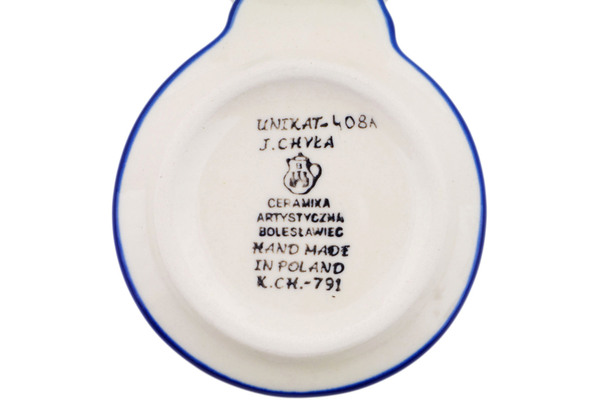 UNIKAT-408A
J. CHYŁA
CERAMIKA
ARTYSTYCZNA
BOLESŁAWIEC
HAND MADE
IN POLAND
K.CH.-791